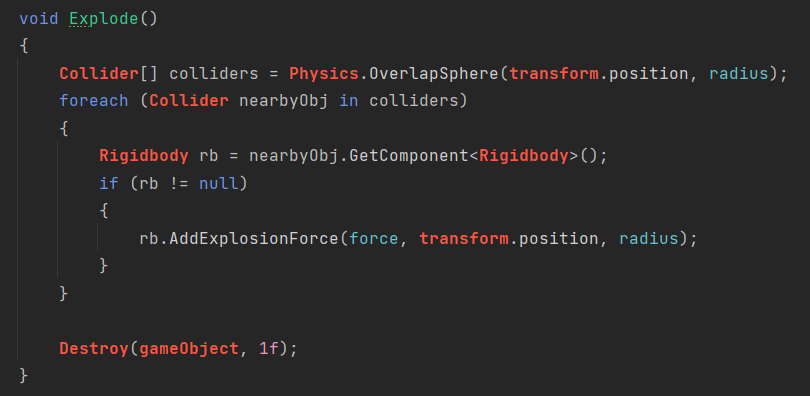 void Explode()
{
    Collider[] colliders = Physics.OverlapSphere(transform.position, radius);
    foreach (Collider nearbyObj in colliders)
    {
        Rigidbody rb = nearbyObj.GetComponent<Rigidbody>();
        if (rb != null)
        {
            rb.AddExplosionForce(force, transform.position, radius);
        }
    }

    Destroy(gameObject, 1f);
}